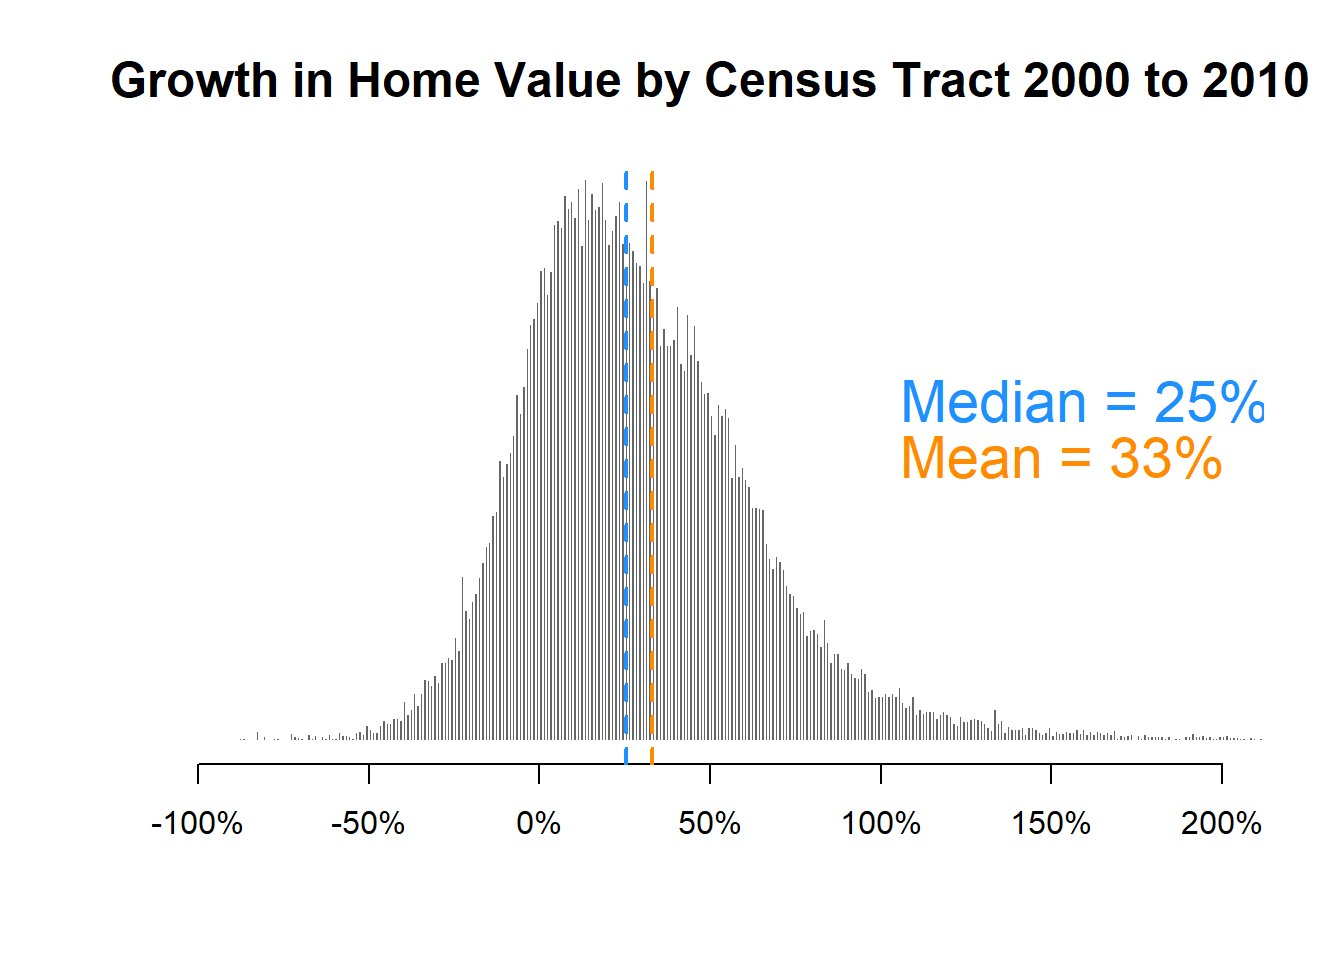 Growth in Home Value by Census Tract 2000 to 2010
Median = 25%
Mean = 33%
-100% -50% 0% 50% 100% 150% 200%